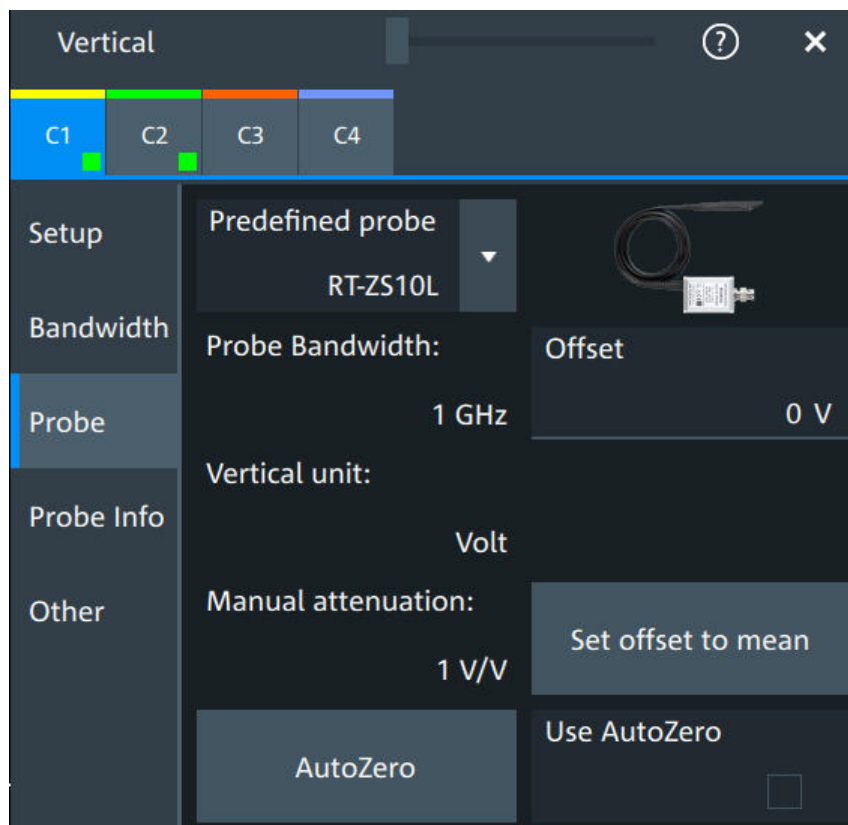 Vertical
?
C1 C2 C3 C4
Setup
Bandwidth
Probe
Probe Info
Other
Predefined probe
RT-ZS10L
Probe Bandwidth:
1 GHz
Offset
0 V
Vertical unit:
Volt
Manual attenuation:
1 V/V
Set offset to mean
AutoZero
Use AutoZero